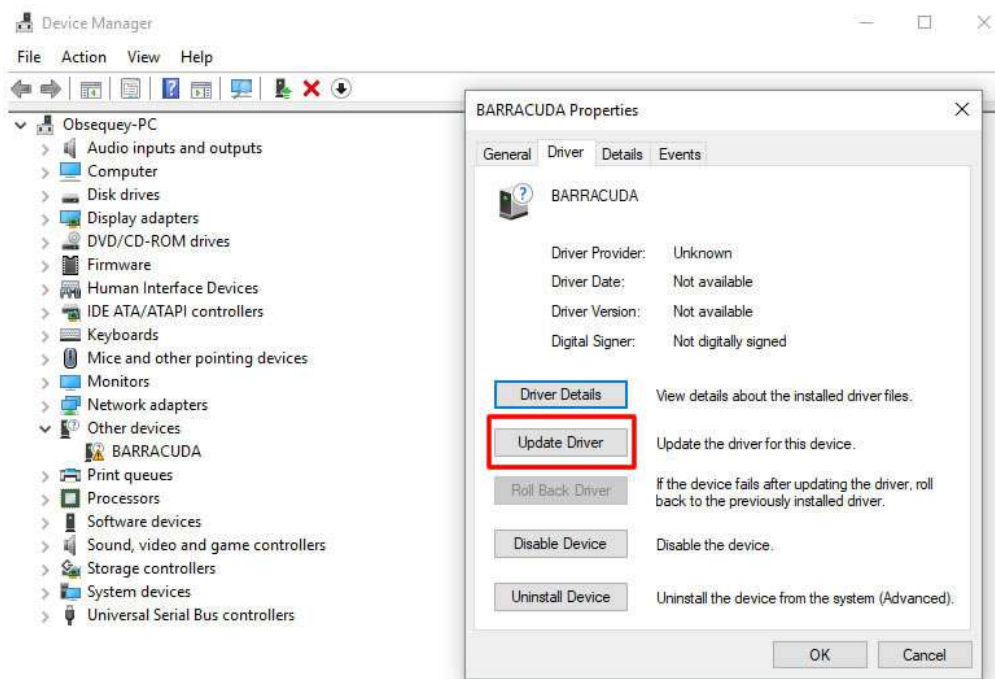 Device Manager
File Action View Help
Obsequey-PC
Audio inputs and outputs
Computer
Disk drives
Display adapters
DVD/CD-ROM drives
Firmware
Human Interface Devices
IDE ATA/ATAPI controllers
Keyboards
Mice and other pointing devices
Monitors
Network adapters
Other devices
BARRACUDA
Print queues
Processors
Software devices
Sound, video and game controllers
Storage controllers
System devices
Universal Serial Bus controllers
BARRACUDA Properties
General Driver Details Events
BARRACUDA
Driver Provider: Unknown
Driver Date: Not available
Driver Version: Not available
Digital Signer: Not digitally signed
Driver Details View details about the installed driver files.
Update Driver Update the driver for this device.
Roll Back Driver If the device fails after updating the driver, roll
back to the previously installed driver.
Disable Device Disable the device.
Uninstall Device Uninstall the device from the system (Advanced).
OK Cancel